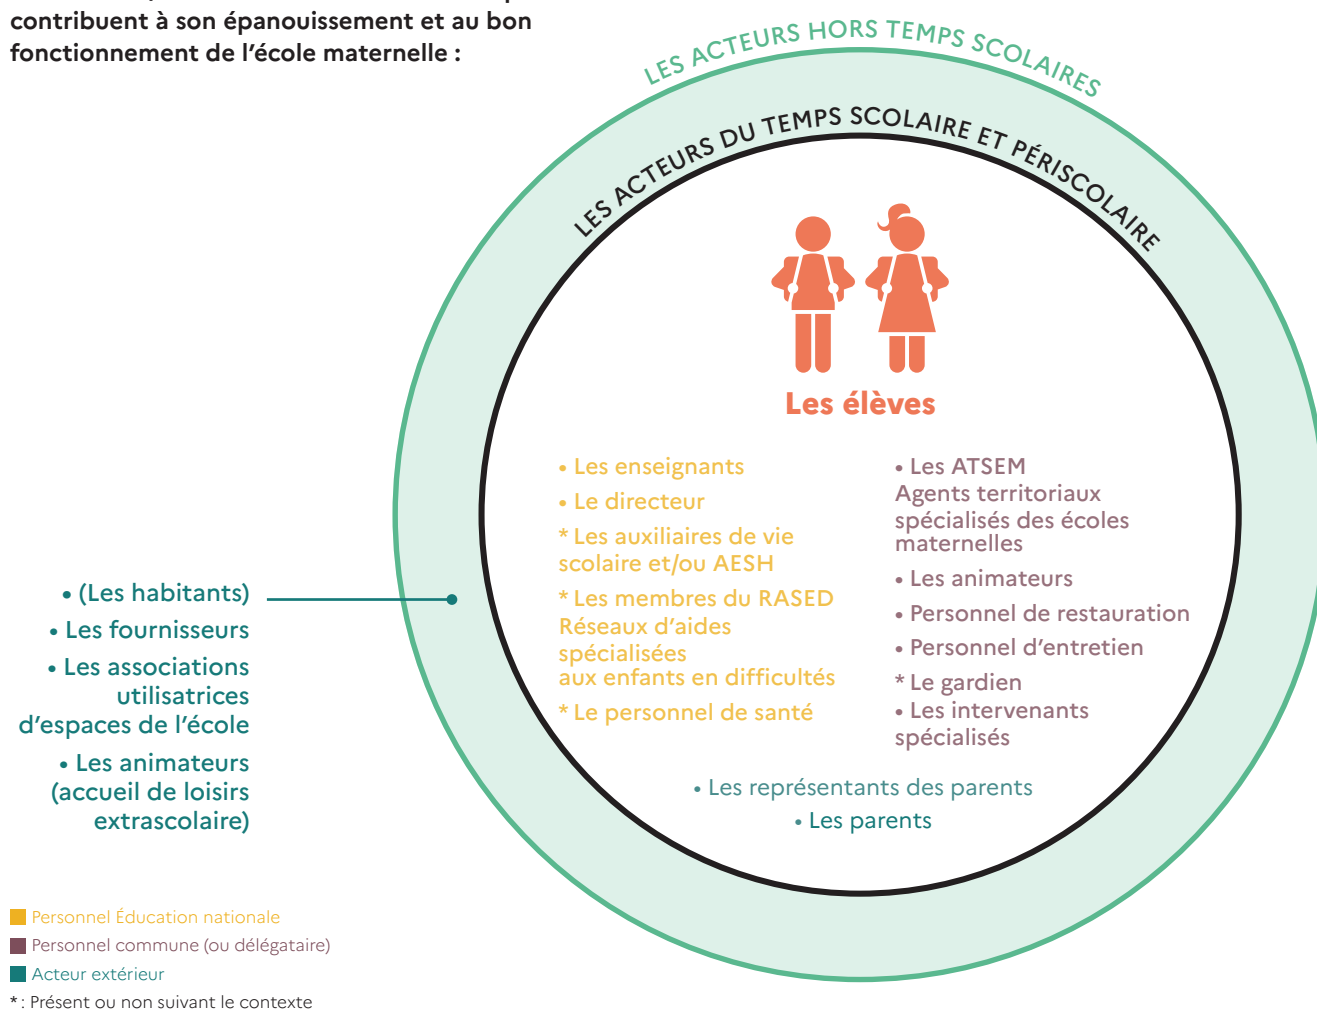 contribuent à son épanouissement et au bon
fonctionnement de l’école maternelle :
LES ACTEURS HORS TEMPS SCOLAIRES
LES ACTEURS DU TEMPS SCOLAIRE ET PÉRISCOLAIRE
Les élèves
• Les enseignants
• Le directeur
* Les auxiliaires de vie
scolaire et/ou AESH
* Les membres du RASED
Réseaux d’aides
spécialisées
aux enfants en difficultés
* Le personnel de santé
• Les ATSEM
Agents territoriaux
spécialisés des écoles
maternelles
• Les animateurs
• Personnel de restauration
• Personnel d’entretien
* Le gardien
• Les intervenants
spécialisés
• Les représentants des parents
• Les parents
• (Les habitants)
• Les fournisseurs
• Les associations
utilisatrices
d’espaces de l’école
• Les animateurs
(accueil de loisirs
extrascolaire)
Personnel Éducation nationale
Personnel commune (ou délégataire)
Acteur extérieur
* : Présent ou non suivant le contexte